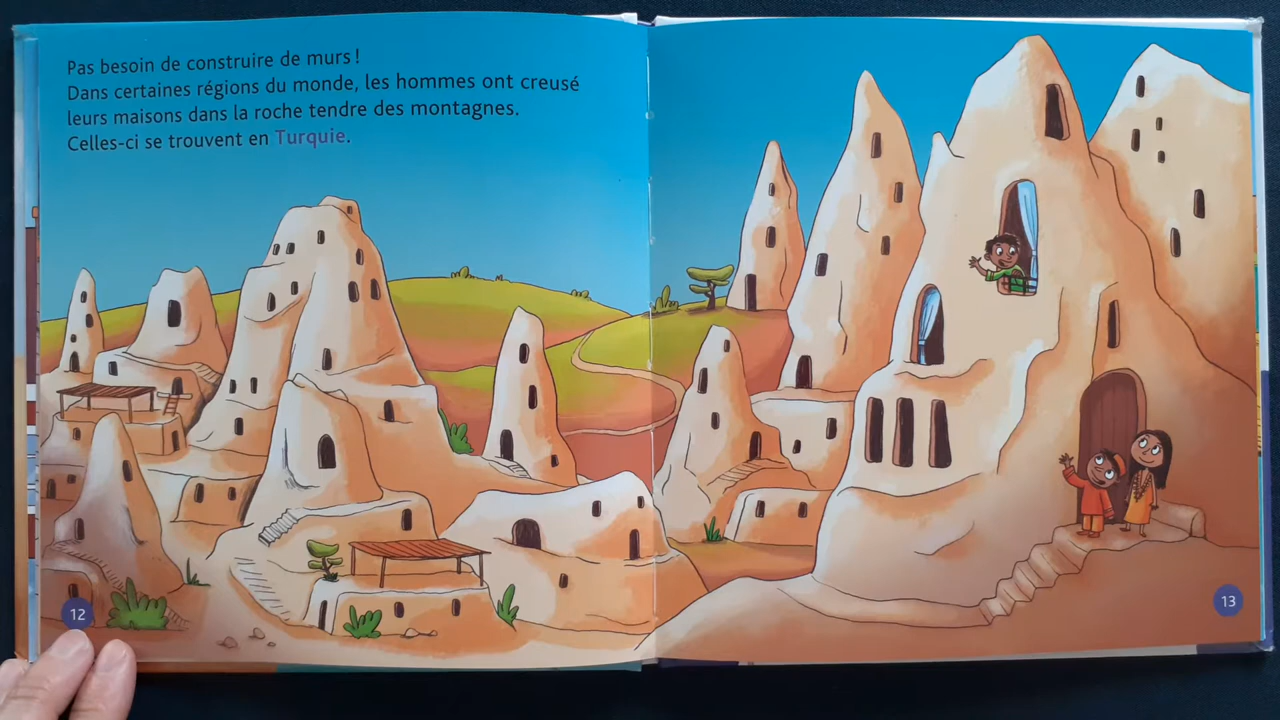 Pas besoin de construire de murs !
Dans certaines régions du monde, les hommes ont creusé
leurs maisons dans la roche tendre des montagnes.
Celles-ci se trouvent en Turquie.
12
13